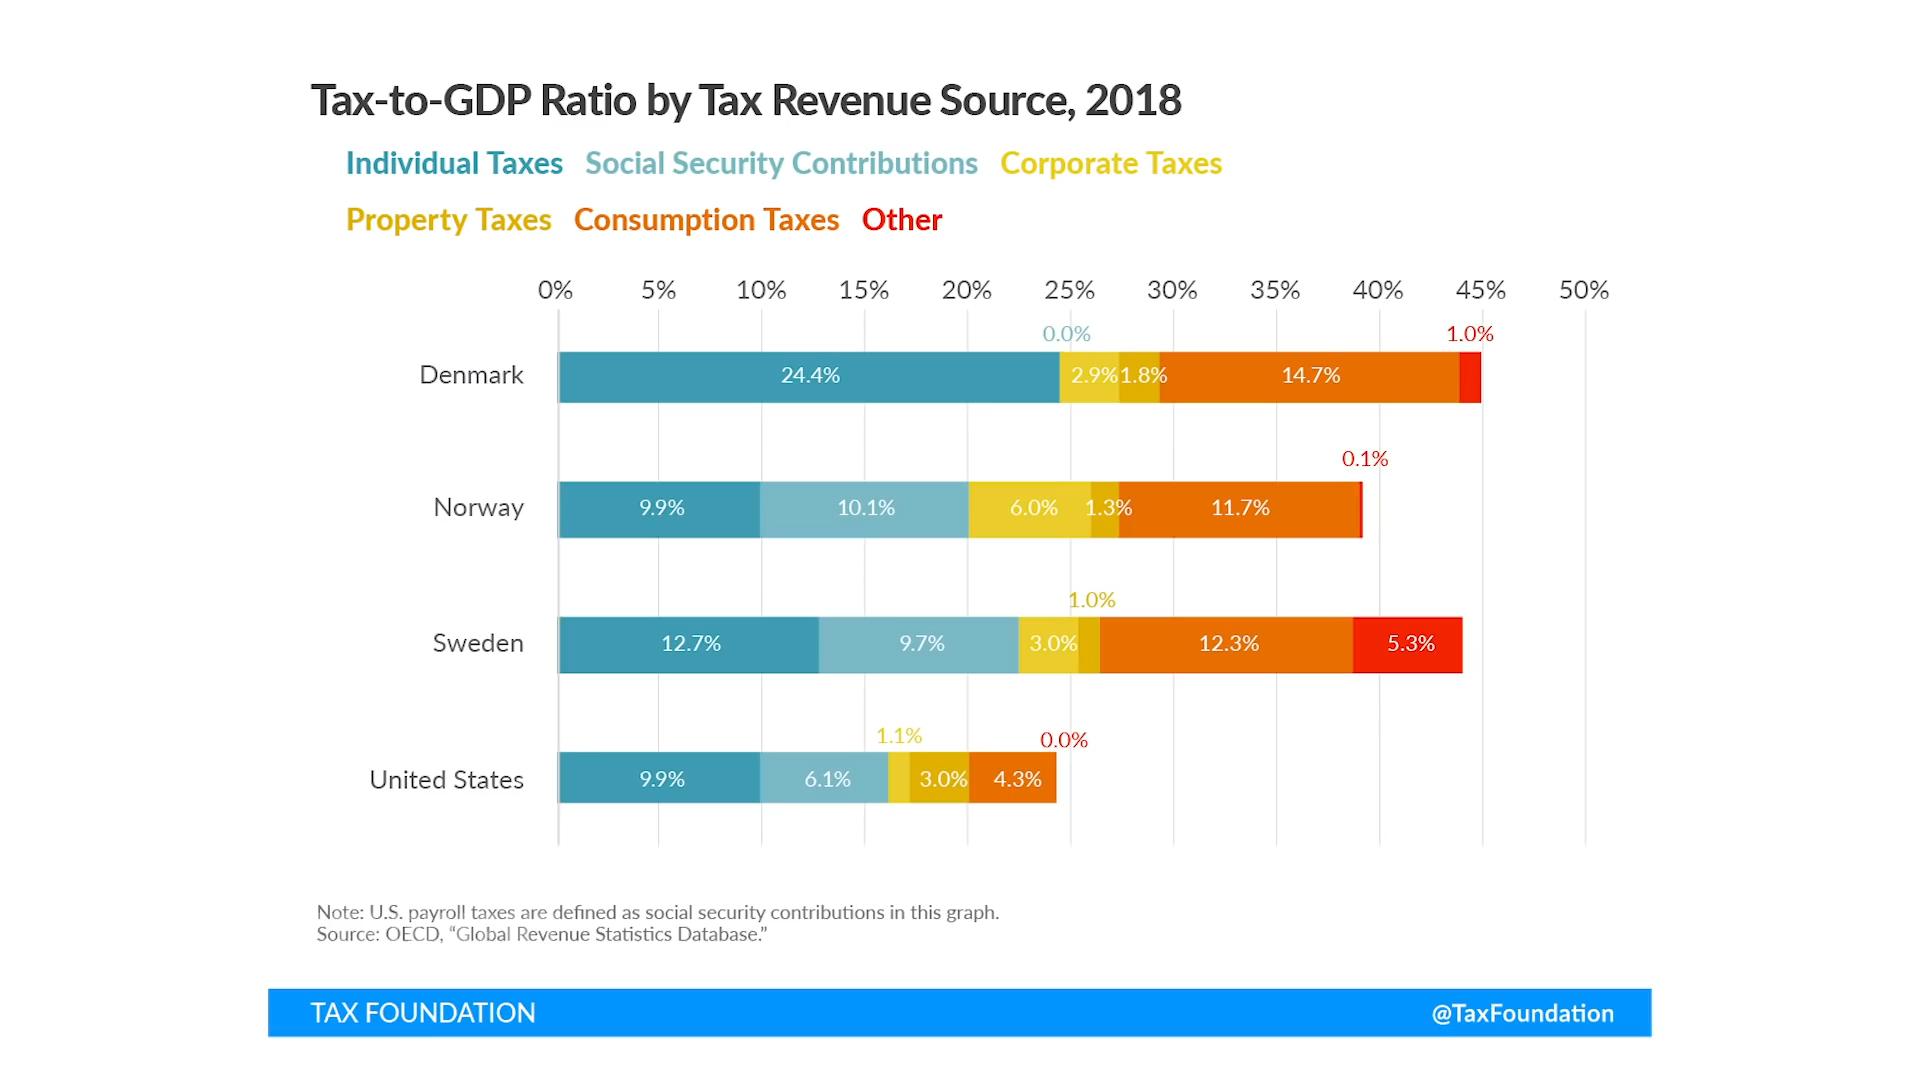 Tax-to-GDP Ratio by Tax Revenue Source, 2018
Individual Taxes Social Security Contributions Corporate Taxes
Property Taxes Consumption Taxes Other
0% 5% 10% 15% 20% 25% 30% 35% 40% 45% 50%
0.0% 1.0%
Denmark 24.4% 2.9% 1.8% 14.7%
0.1%
Norway 9.9% 10.1% 6.0% 1.3% 11.7%
1.0%
Sweden 12.7% 9.7% 3.0% 12.3% 5.3%
1.1% 0.0%
United States 9.9% 6.1% 3.0% 4.3%
Note: U.S. payroll taxes are defined as social security contributions in this graph.
Source: OECD, “Global Revenue Statistics Database.”
TAX FOUNDATION @TaxFoundation